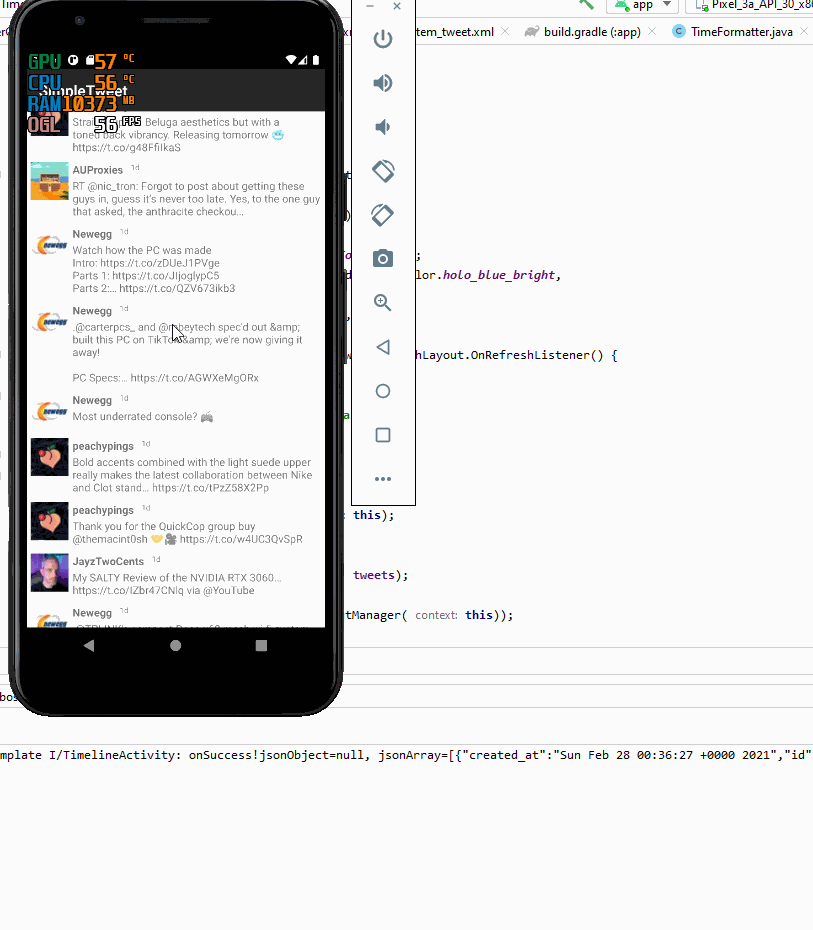 app
Pixel_3a_API_30_x8
tem_tweet.xml
build.gradle (:app)
TimeFormatter.java
GPU 57 °C
CPU 56 °C
SimpleTweet
RAM 10373 MB
OGL 56 FPS
Beluga aesthetics but with a
toned back vibrancy. Releasing tomorrow 🥶
https://t.co/g48FfiIkaS
AUProxies 1d
RT @nic_tron: Forgot to post about getting these
guys in, guess it's never too late. Yes, to the one guy
that asked, the anthracite checkou...
Newegg 1d
Watch how the PC was made
Intro: https://t.co/zDUeJ1PVge
Parts 1: https://t.co/JIjoglypC5
Parts 2:... https://t.co/QZV673ikb3
Newegg 1d
.@carterpcs_ and spec'd out &amp;
built this PC on &amp; we're now giving it
away!
PC Specs:... https://t.co/AGWXeMgORx
Newegg 1d
Most underrated console? 🎮
peachypings 1d
Bold accents combined with the light suede upper
really makes the latest collaboration between Nike
and Clot stand... https://t.co/tPzZ58X2Pp
peachypings 1d
Thank you for the QuickCop group buy
@themacint0sh 🤝🎥 https://t.co/w4UC3QvSpR
JayzTwoCents 1d
My SALTY Review of the NVIDIA RTX 3060...
https://t.co/IZbr47CNlq via @YouTube
Newegg 1d
;
lor.holo_blue_bright,
hLayout.OnRefreshListener() {
: this);
tweets);
tManager( context: this));
mplate I/TimelineActivity: onSuccess!jsonObject=null, jsonArray=[{"created_at":"Sun Feb 28 00:36:27 +0000 2021","id"